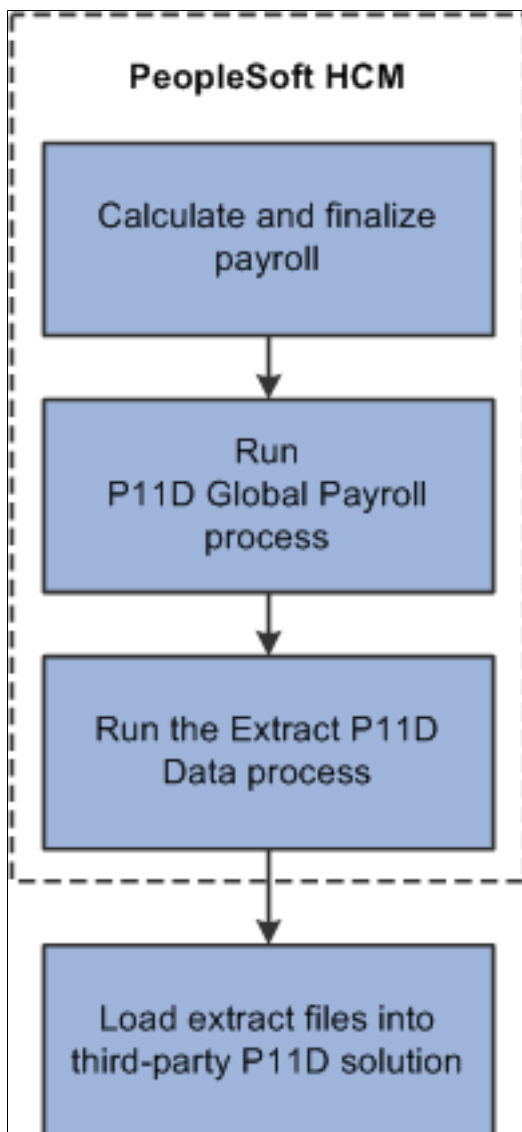 PeopleSoft HCM
Calculate and finalize
payroll
Run
P11D Global Payroll
process
Run the Extract P11D
Data process
Load extract files into
third-party P11D solution